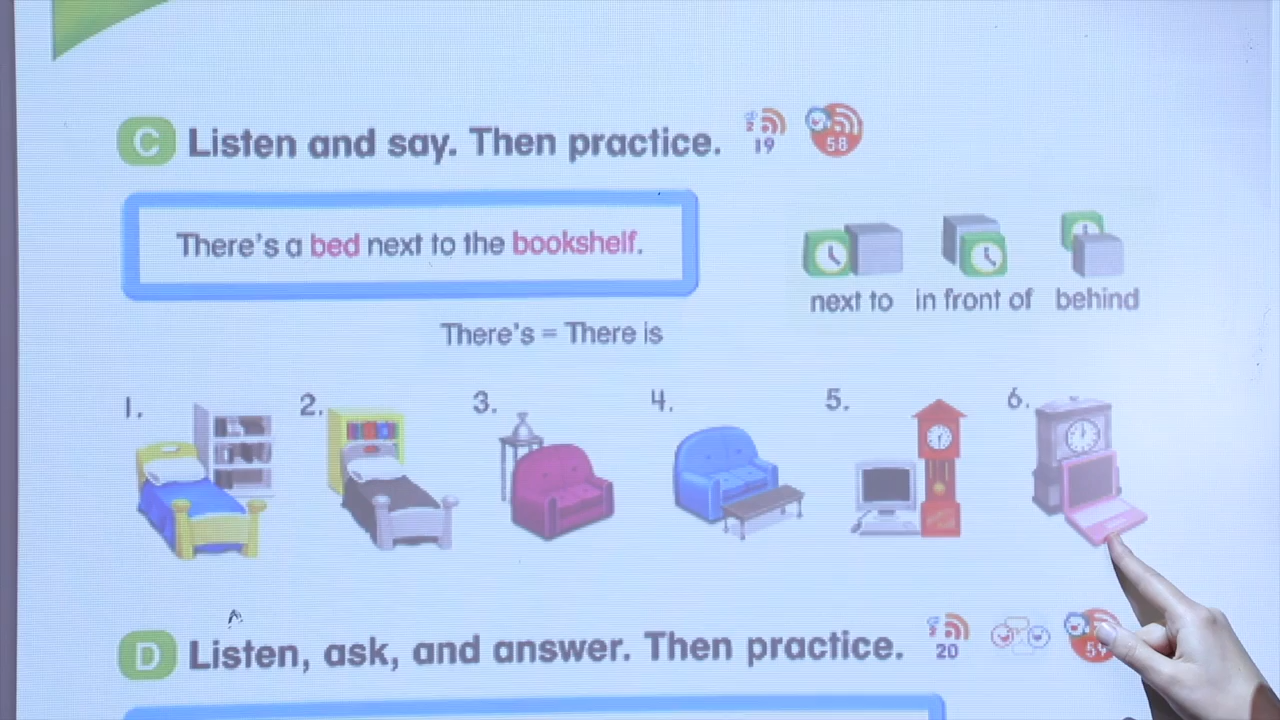 C Listen and say. Then practice. 19 58
There's a bed next to the bookshelf.
There's = There is
next to in front of behind
1. 2. 3. 4. 5. 6.
D Listen, ask, and answer. Then practice. 20